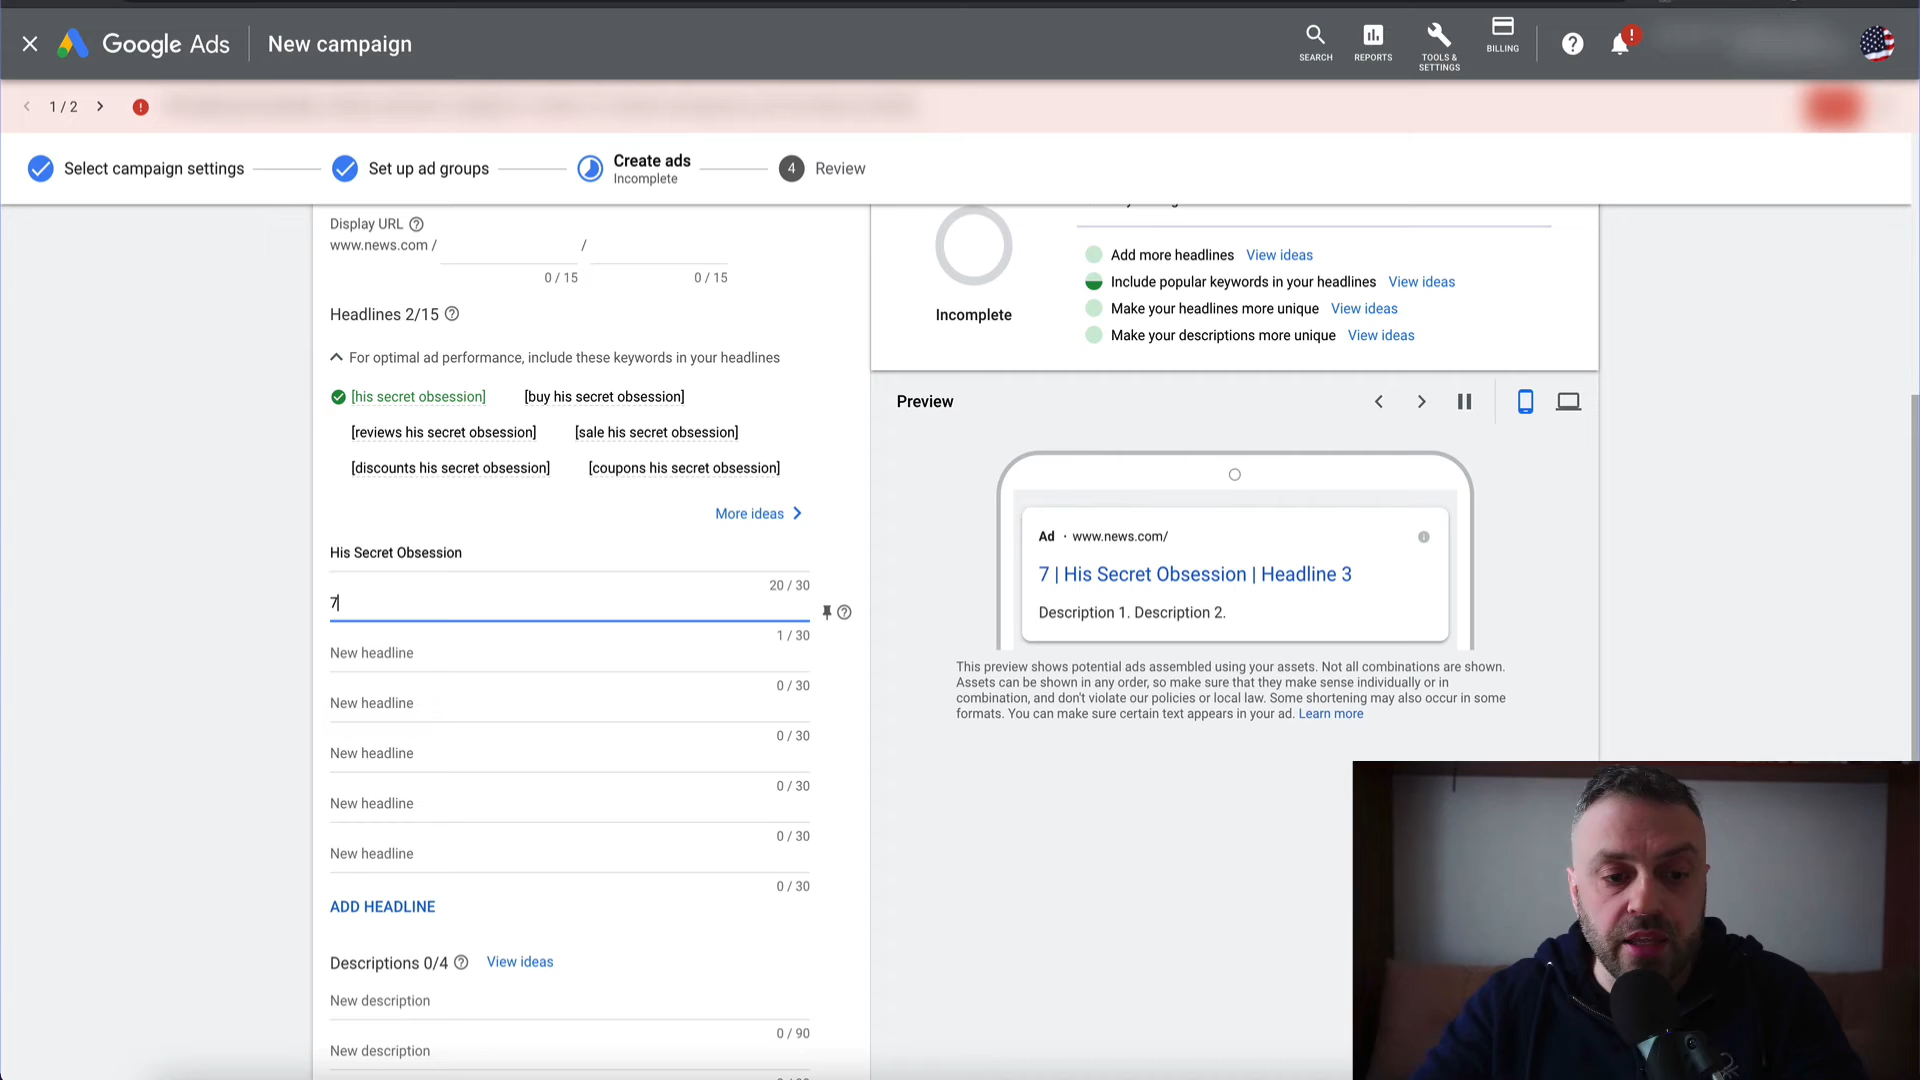 Google Ads
New campaign
SEARCH
REPORTS
TOOLS &
SETTINGS
BILLING
!
1 / 2
!
Select campaign settings
Set up ad groups
Create ads
Incomplete
4
Review
Display URL
www.news.com /
/
0 / 15
0 / 15
Headlines 2/15
For optimal ad performance, include these keywords in your headlines
[his secret obsession]
[buy his secret obsession]
[reviews his secret obsession]
[sale his secret obsession]
[discounts his secret obsession]
[coupons his secret obsession]
More ideas
His Secret Obsession
20 / 30
7
1 / 30
New headline
0 / 30
New headline
0 / 30
New headline
0 / 30
New headline
0 / 30
New headline
0 / 30
ADD HEADLINE
Descriptions 0/4
View ideas
New description
0 / 90
New description
Incomplete
Add more headlines View ideas
Include popular keywords in your headlines View ideas
Make your headlines more unique View ideas
Make your descriptions more unique View ideas
Preview
Ad · www.news.com/
7 | His Secret Obsession | Headline 3
Description 1. Description 2.
This preview shows potential ads assembled using your assets. Not all combinations are shown.
Assets can be shown in any order, so make sure that they make sense individually or in
combination, and don't violate our policies or local law. Some shortening may also occur in some
formats. You can make sure certain text appears in your ad. Learn more